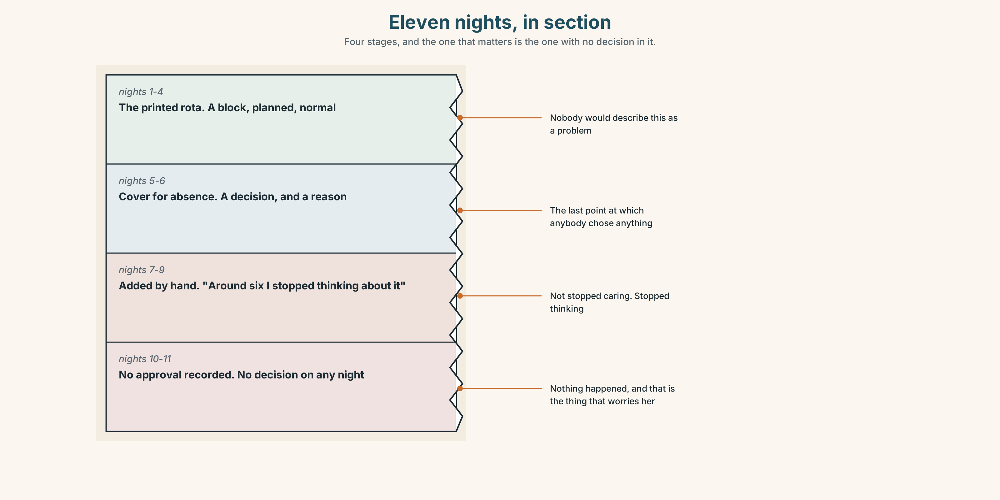 Eleven nights, in section
Four stages, and the one that matters is the one with no decision in it.
nights 1-4
The printed rota. A block, planned, normal
Nobody would describe this as
a problem
nights 5-6
Cover for absence. A decision, and a reason
The last point at which
anybody chose anything
nights 7-9
Added by hand. "Around six I stopped thinking about it"
Not stopped caring. Stopped
thinking
nights 10-11
No approval recorded. No decision on any night
Nothing happened, and that is
the thing that worries her